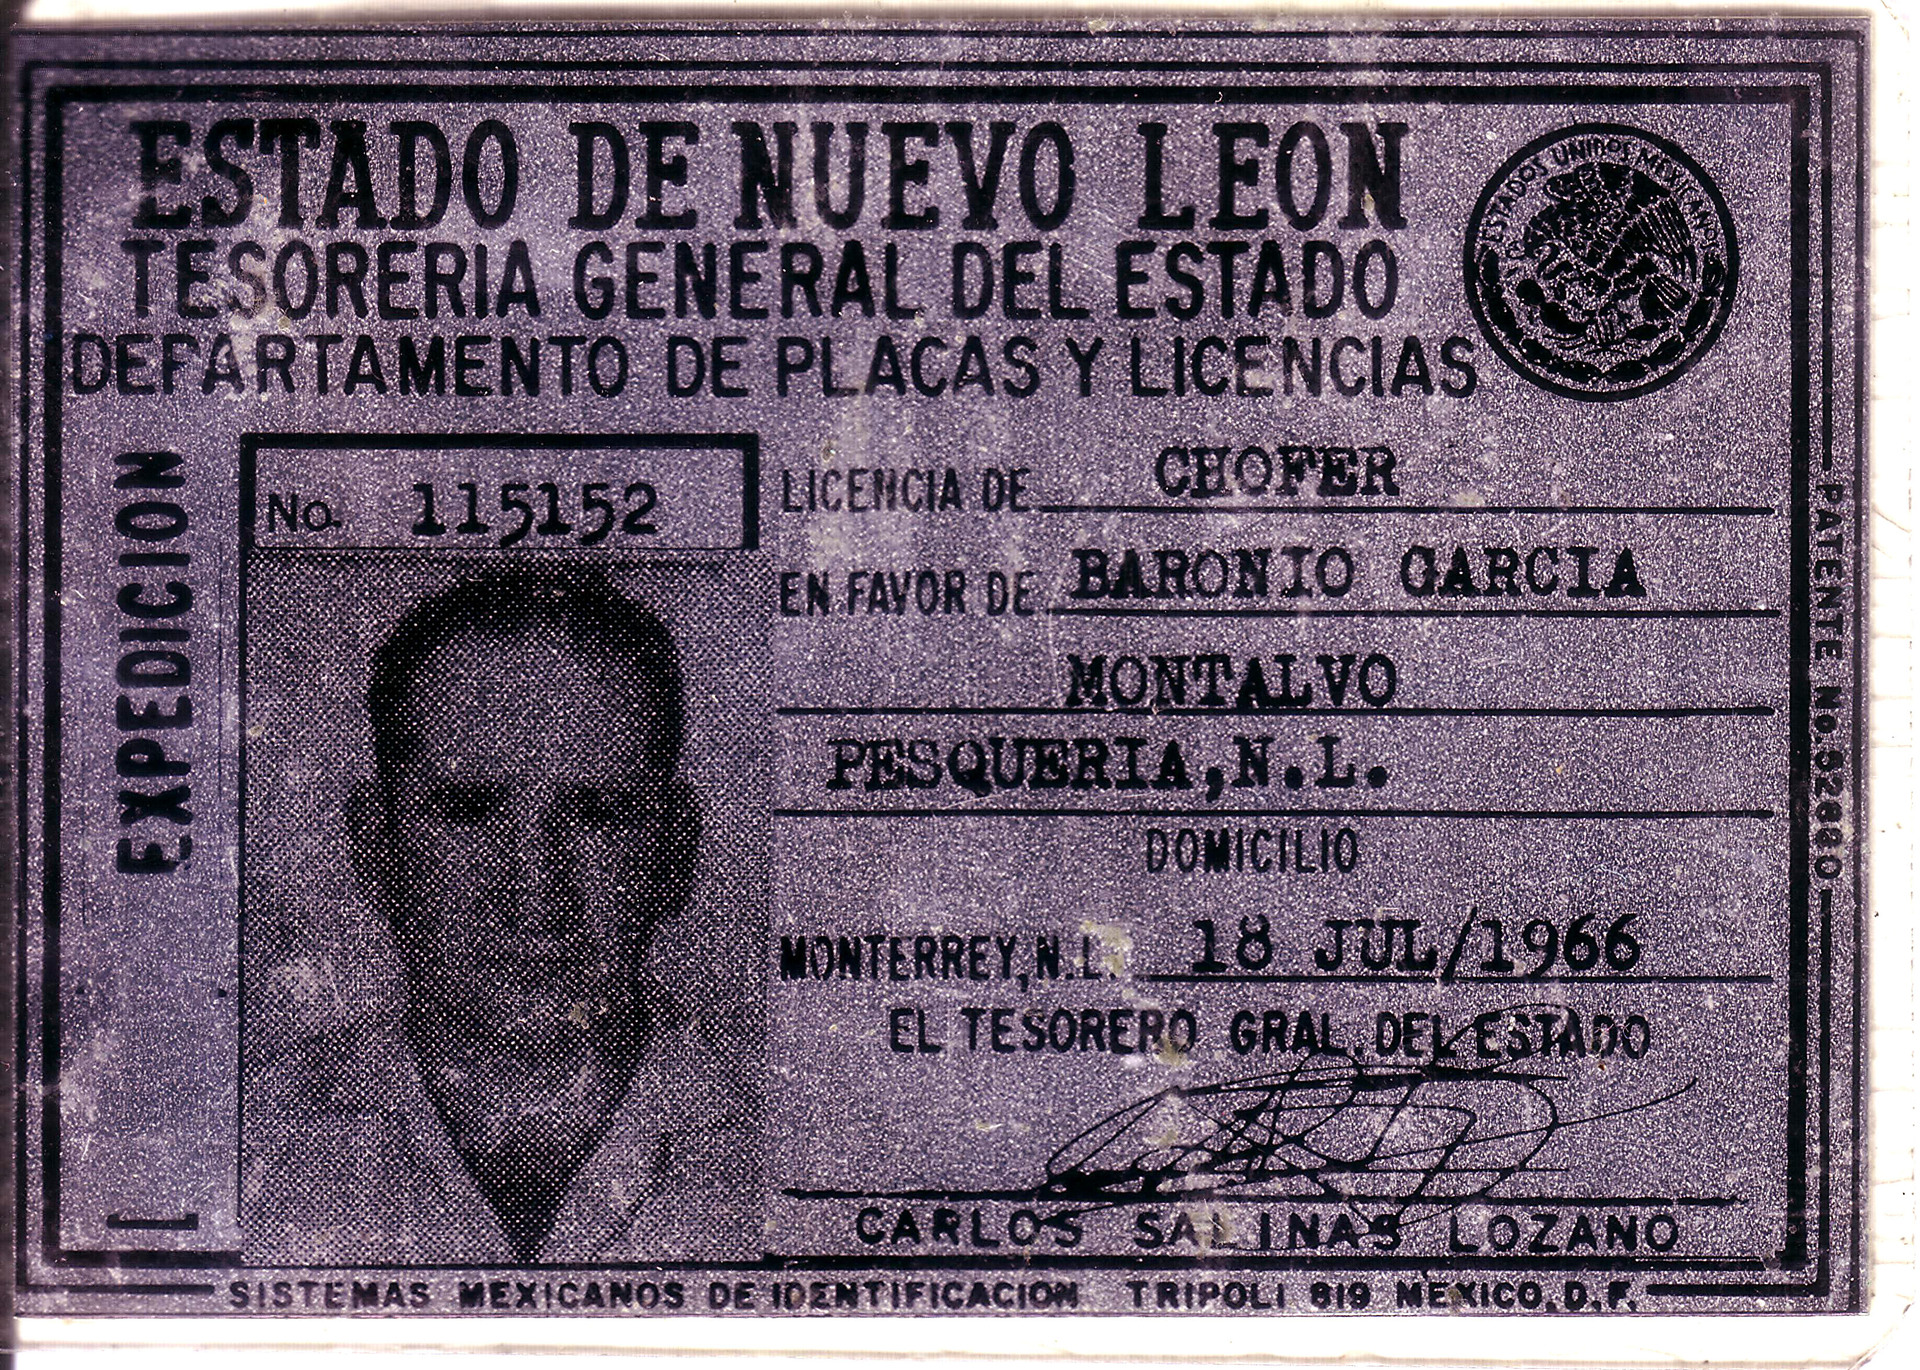 ESTADO DE NUEVO LEON
TESORERIA GENERAL DEL ESTADO
DEPARTAMENTO DE PLACAS Y LICENCIAS
ESTADOS UNIDOS MEXICANOS
EXPEDICION
No. 115152
LICENCIA DE CHOFER
EN FAVOR DE BARONIO GARCIA
MONTALVO
PESQUERIA, N.L.
DOMICILIO
MONTERREY, N.L. 18 JUL/1966
EL TESORERO GRAL. DEL ESTADO
CARLOS SALINAS LOZANO
SISTEMAS MEXICANOS DE IDENTIFICACION TRIPOLI 819 MEXICO, D.F.
PATENTE No.